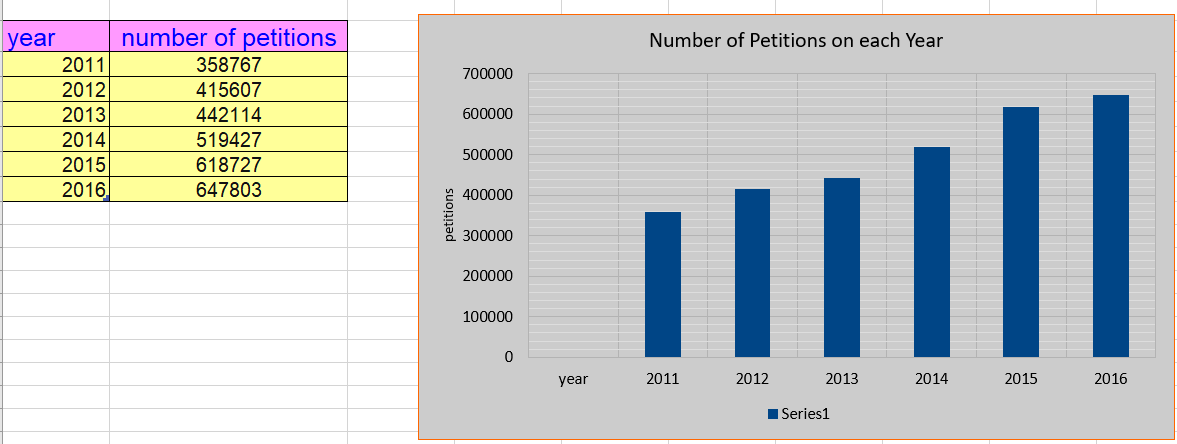 year number of petitions
2011 358767
2012 415607
2013 442114
2014 519427
2015 618727
2016 647803
Number of Petitions on each Year
700000
600000
500000
400000
300000
200000
100000
0
petitions
year 2011 2012 2013 2014 2015 2016
Series1